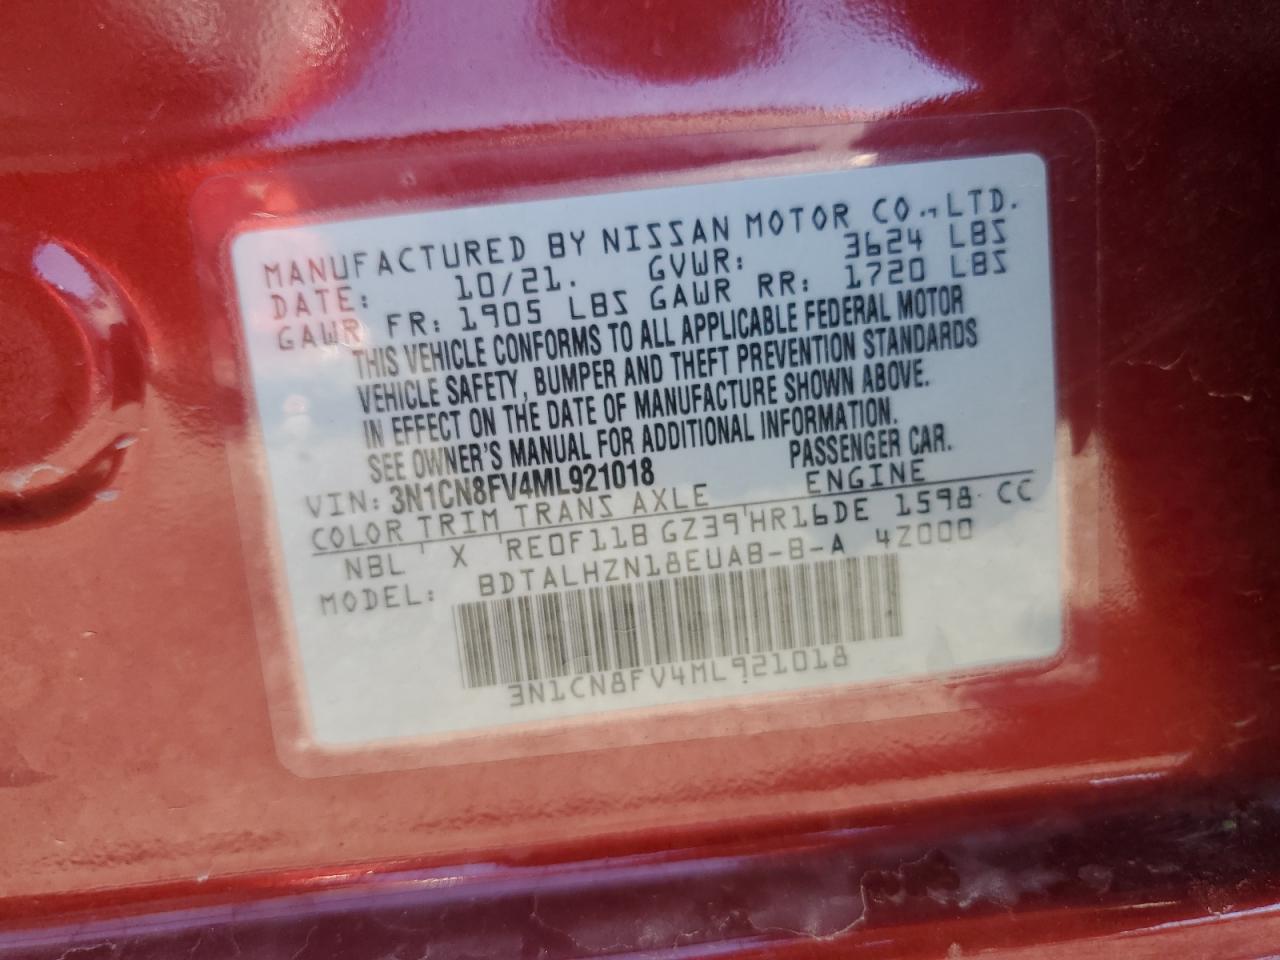 MANUFACTURED BY NISSAN MOTOR CO., LTD.
DATE: 10/21. GVWR: 3624 LBS
GAWR FR: 1905 LBS GAWR RR: 1720 LBS
THIS VEHICLE CONFORMS TO ALL APPLICABLE FEDERAL MOTOR
VEHICLE SAFETY, BUMPER AND THEFT PREVENTION STANDARDS
IN EFFECT ON THE DATE OF MANUFACTURE SHOWN ABOVE.
SEE OWNER'S MANUAL FOR ADDITIONAL INFORMATION.
VIN: 3N1CN8FV4ML921018 PASSENGER CAR.
COLOR TRIM TRANS AXLE ENGINE
NBL X RE0F11B GZ39 HR16DE 1598 CC
MODEL: BDTALHZN18EUAB-B-A 4Z000
3N1CN8FV4ML921018